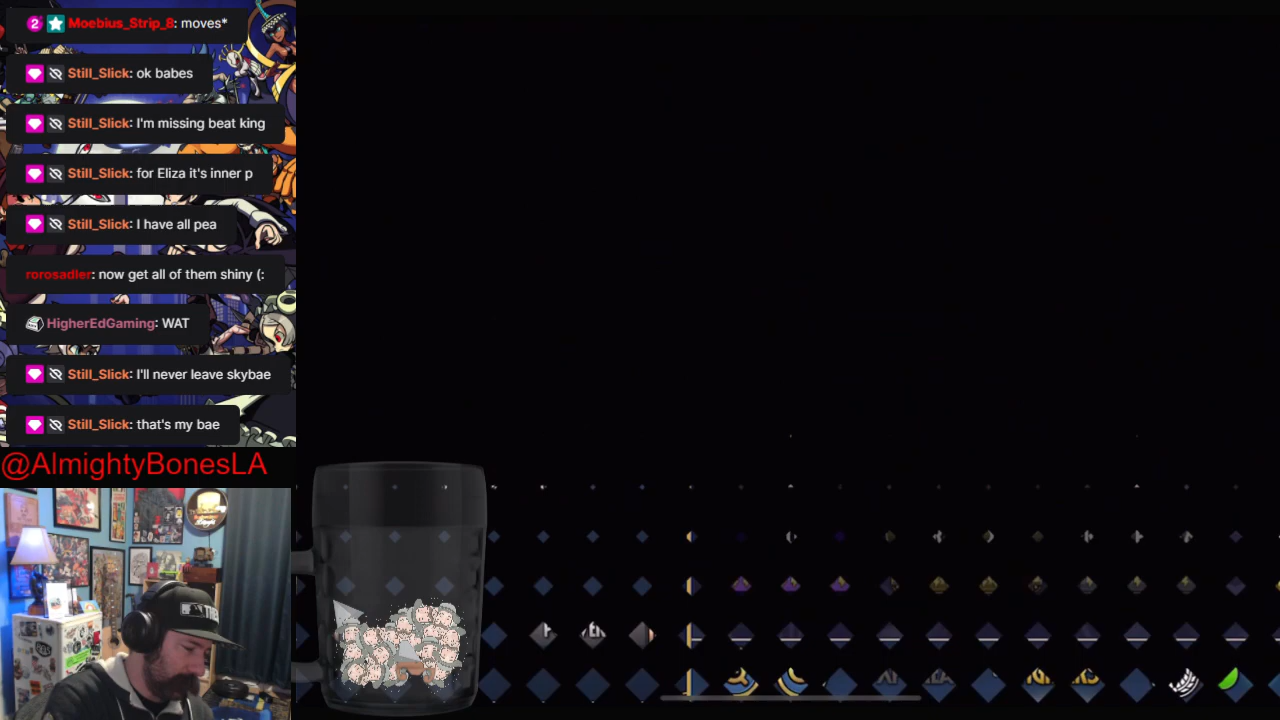 Moebius_Strip_8: moves*
Still_Slick: ok babes
Still_Slick: I'm missing beat king
Still_Slick: for Eliza it's inner p
Still_Slick: I have all pea
rorosadler: now get all of them shiny (:
HigherEdGaming: WAT
Still_Slick: I'll never leave skybae
Still_Slick: that's my bae
@AlmightyBonesLA